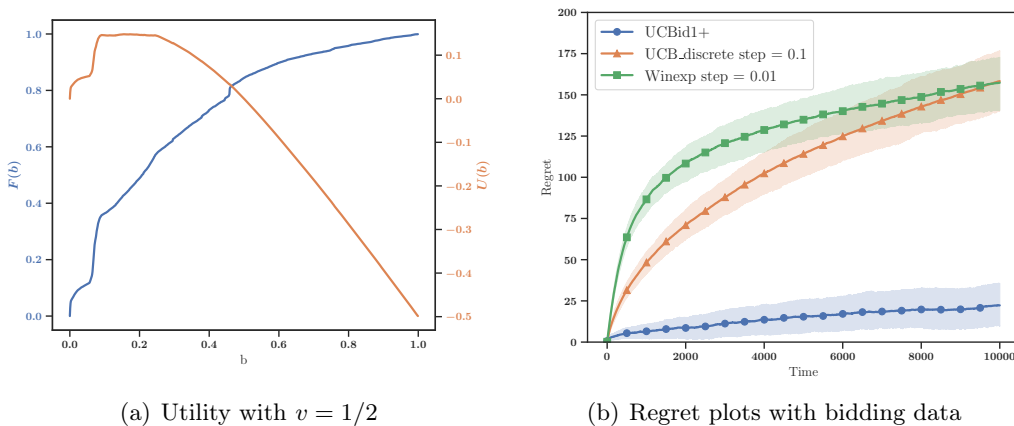 1.0
0.8
0.6
0.4
0.2
0.0
F(b)
0.1
0.0
−0.1
−0.2
−0.3
−0.4
−0.5
U(b)
0.0 0.2 0.4 0.6 0.8 1.0
b
(a) Utility with v = 1/2
200
175
150
125
100
75
50
25
0
Regret
UCBid1+
UCB_discrete step = 0.1
Winexp step = 0.01
0 2000 4000 6000 8000 10000
Time
(b) Regret plots with bidding data